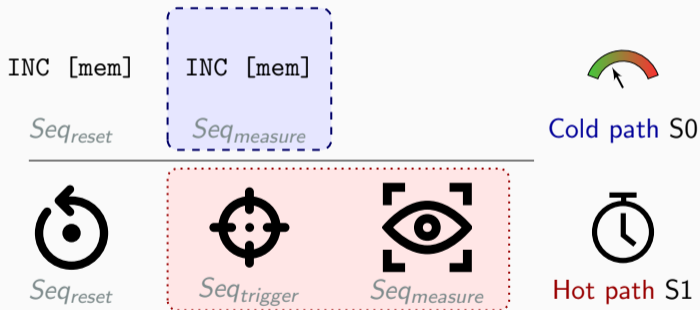 INC [mem] INC [mem]
Seqreset Seqmeasure Cold path S0
Seqreset Seqtrigger Seqmeasure Hot path S1